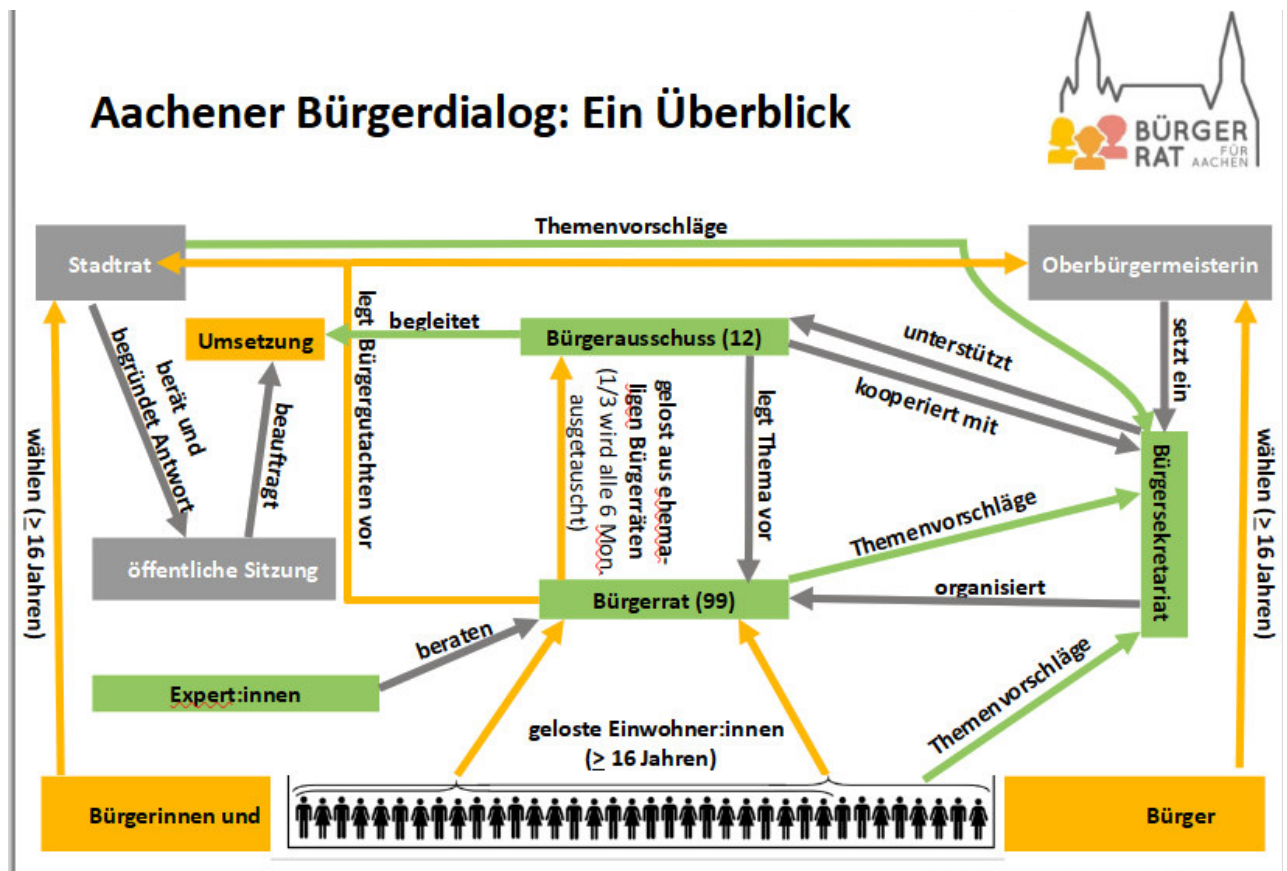 Aachener Bürgerdialog: Ein Überblick
BÜRGER
RAT FÜR
AACHEN
Themenvorschläge
Stadtrat
Oberbürgermeisterin
Umsetzung
begleitet
Bürgerausschuss (12)
unterstützt
kooperiert mit
setzt ein
berät und
begründet Antwort
beauftragt
legt Bürgergutachten vor
gelost aus ehema-
ligen Bürgerräten
(1/3 wird alle 6 Mon.
ausgetauscht)
legt Thema vor
wählen (≥ 16 Jahren)
wählen (≥ 16 Jahren)
Bürgersekretariat
Themenvorschläge
öffentliche Sitzung
Bürgerrat (99)
organisiert
beraten
Expert:innen
Themenvorschläge
geloste Einwohner:innen
(≥ 16 Jahren)
Bürgerinnen und
Bürger